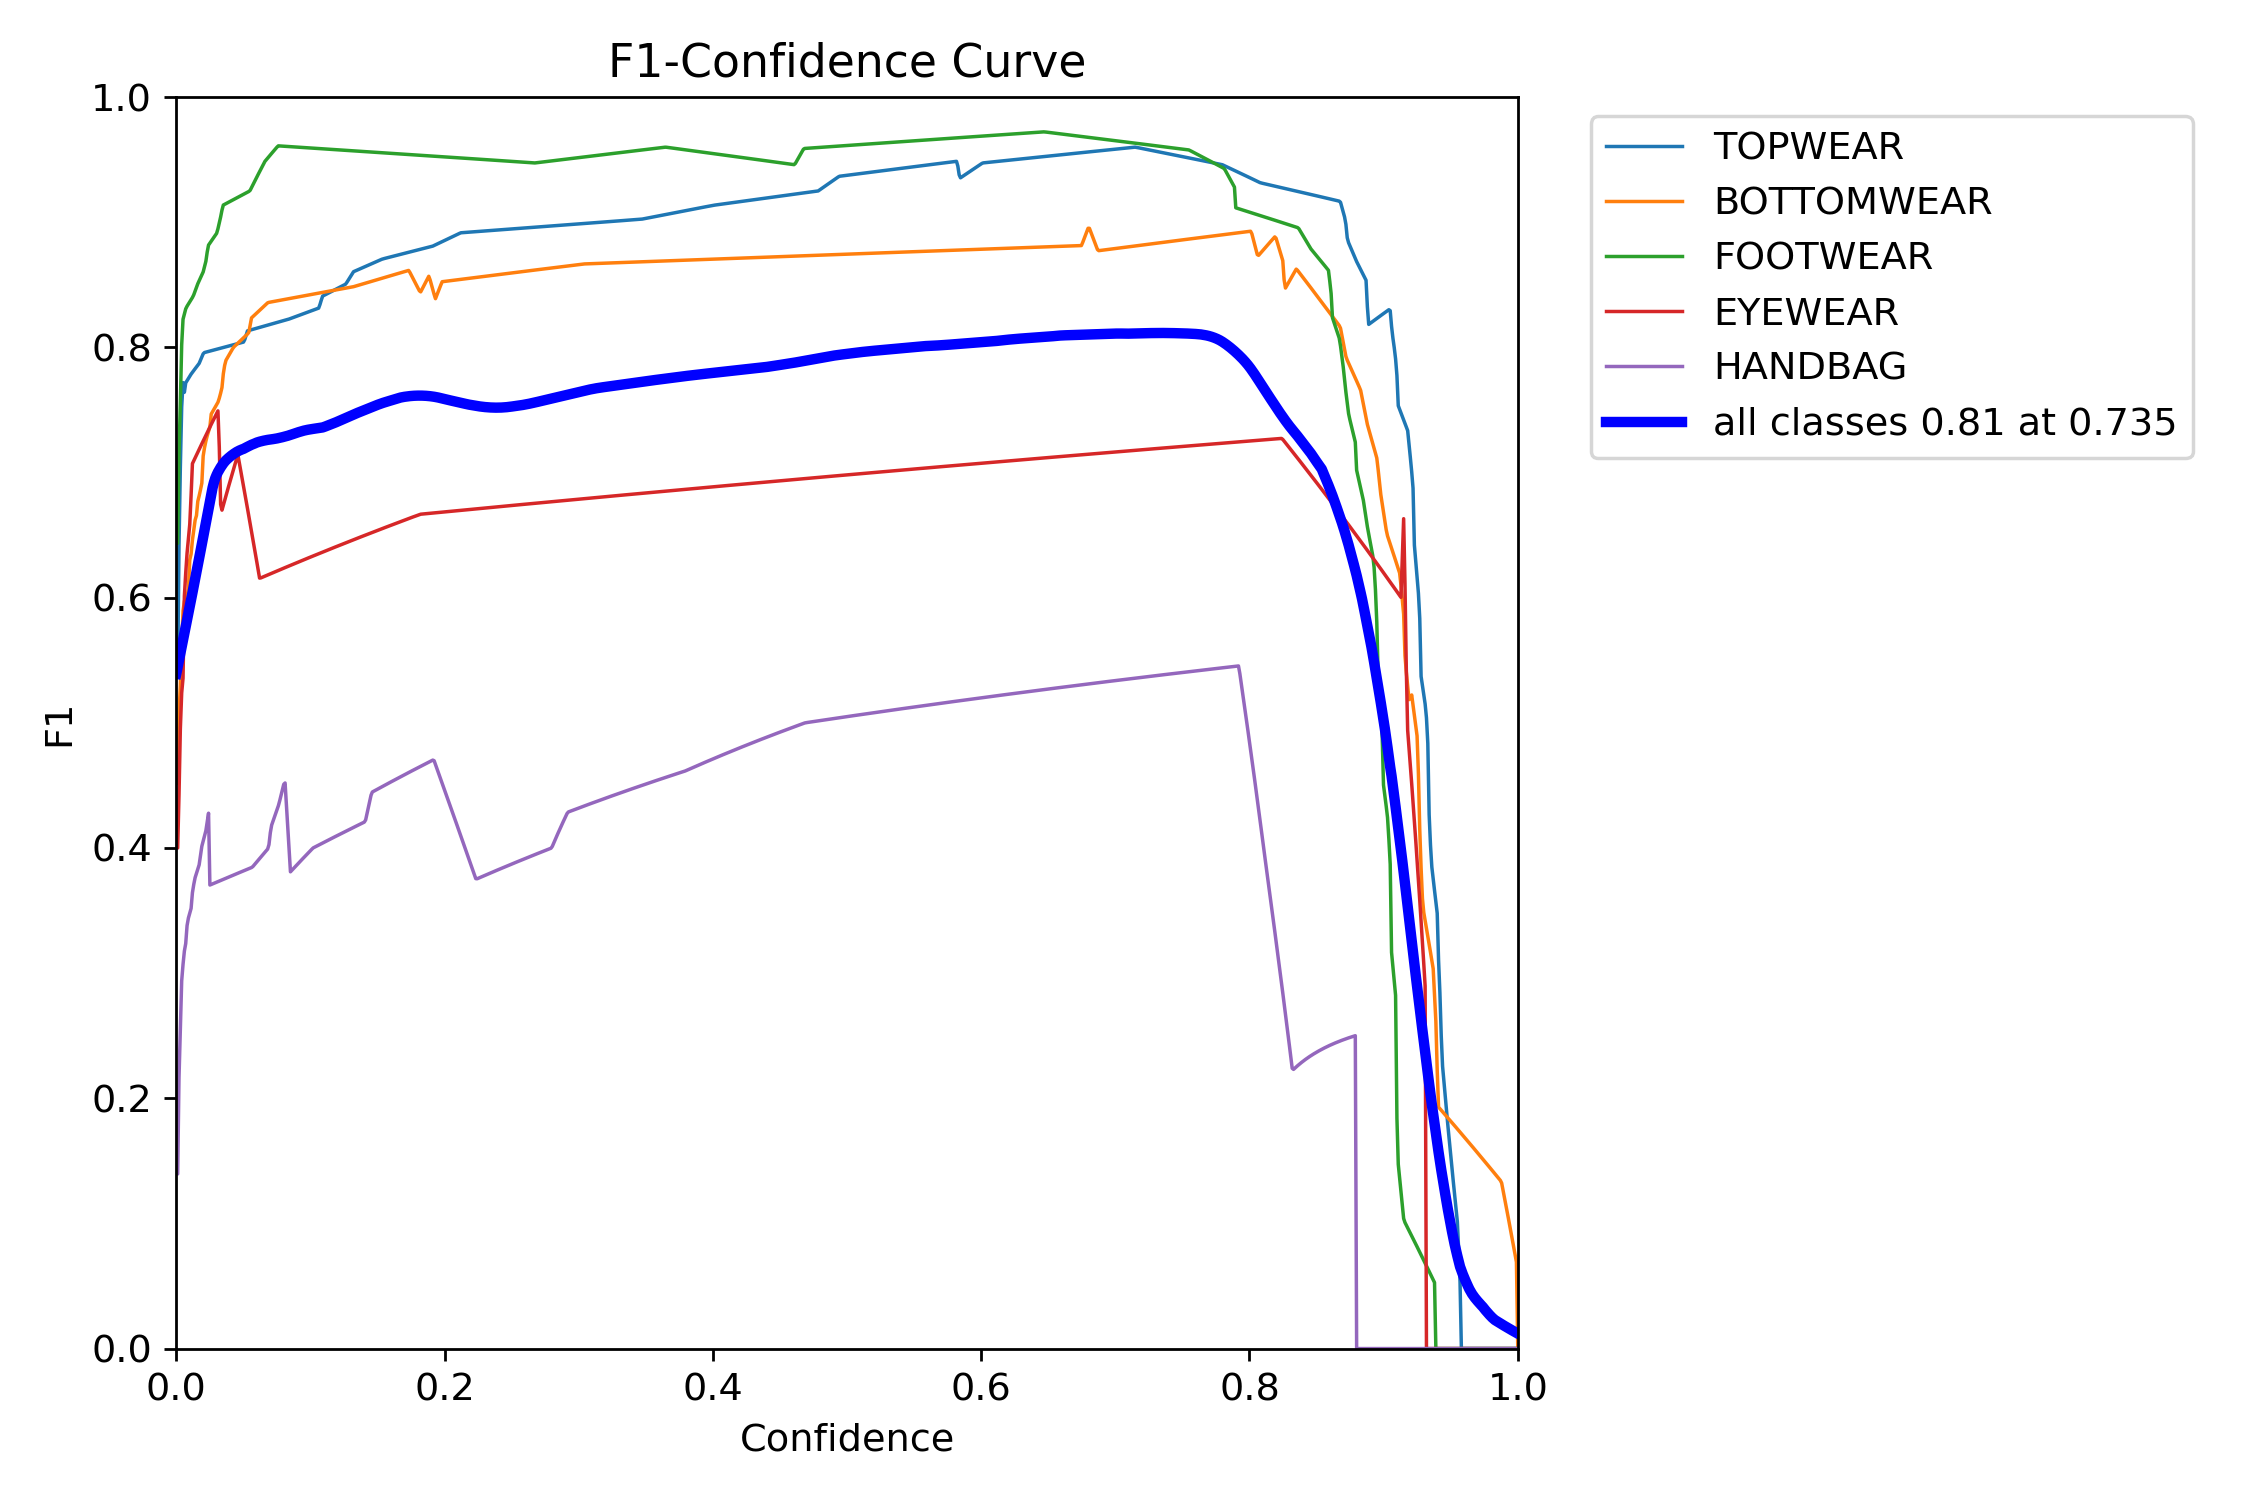 F1-Confidence Curve
1.0
0.8
0.6
0.4
0.2
0.0
F1
0.0 0.2 0.4 0.6 0.8 1.0
Confidence
TOPWEAR
BOTTOMWEAR
FOOTWEAR
EYEWEAR
HANDBAG
all classes 0.81 at 0.735